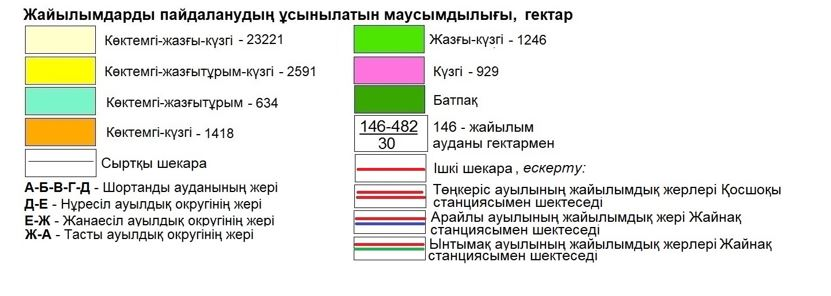 Жайылымдарды пайдаланудың ұсынылатын маусымдылығы, гектар
Көктемгі-жазғы-күзгі - 23221
Көктемгі-жазғытұрым-күзгі - 2591
Көктемгі-жазғытұрым - 634
Көктемгі-күзгі - 1418
Сыртқы шекара
А-Б-В-Г-Д - Шортанды ауданының жері
Д-Е - Нұресіл ауылдық округінің жері
Е-Ж - Жанаесіл ауылдық округінің жері
Ж-А - Тасты ауылдық округінің жері
Жазғы-күзгі - 1246
Күзгі - 929
Батпақ
146-482
30
146 - жайылым
ауданы гектармен
Ішкі шекара , ескерту:
Төңкеріс ауылының жайылымдық жерлері Қосшоқы
станциясымен шектеседі
Арайлы ауылының жайылымдық жері Жайнақ
станциясымен шектеседі
Ынтымақ ауылының жайылымдық жерлері Жайнақ
станциясымен шектеседі